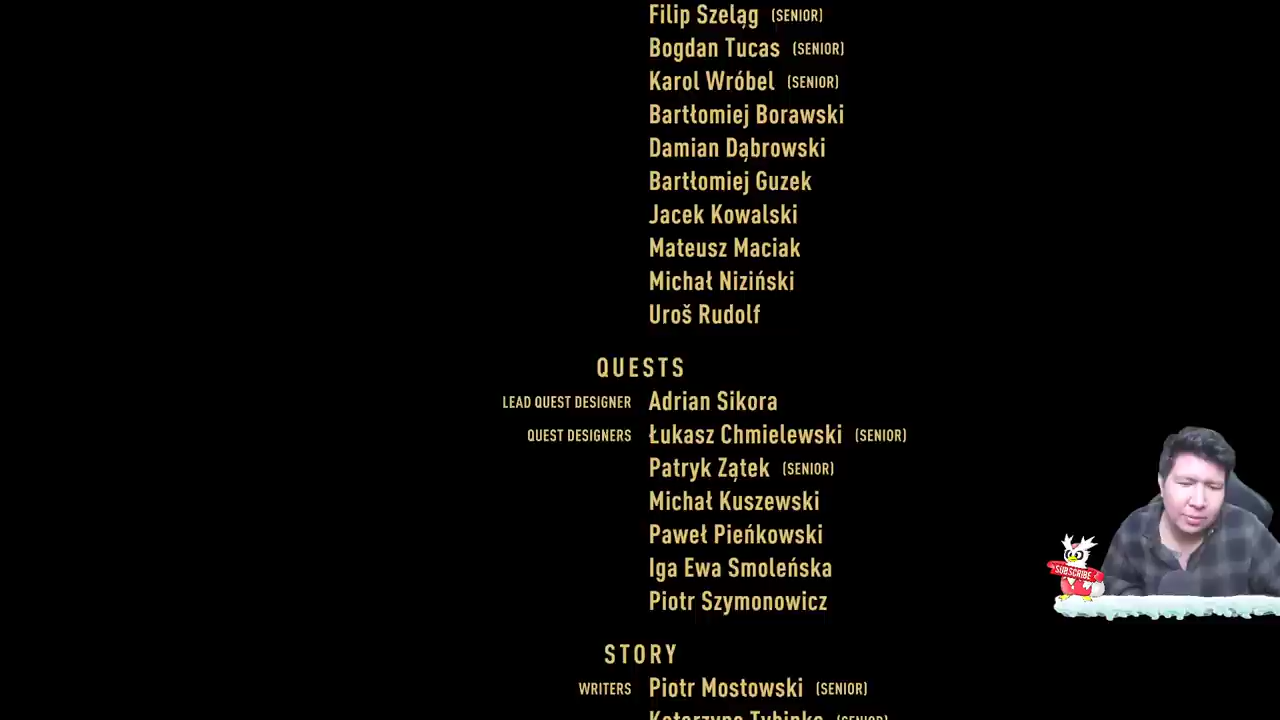 Filip Szeląg (SENIOR)
Bogdan Tucas (SENIOR)
Karol Wróbel (SENIOR)
Bartłomiej Borawski
Damian Dąbrowski
Bartłomiej Guzek
Jacek Kowalski
Mateusz Maciak
Michał Niziński
Uroš Rudolf
QUESTS
LEAD QUEST DESIGNER Adrian Sikora
QUEST DESIGNERS Łukasz Chmielewski (SENIOR)
Patryk Zątek (SENIOR)
Michał Kuszewski
Paweł Pieńkowski
Iga Ewa Smoleńska
SUBSCRIBE
Piotr Szymonowicz
STORY
WRITERS Piotr Mostowski (SENIOR)
(SENIOR)